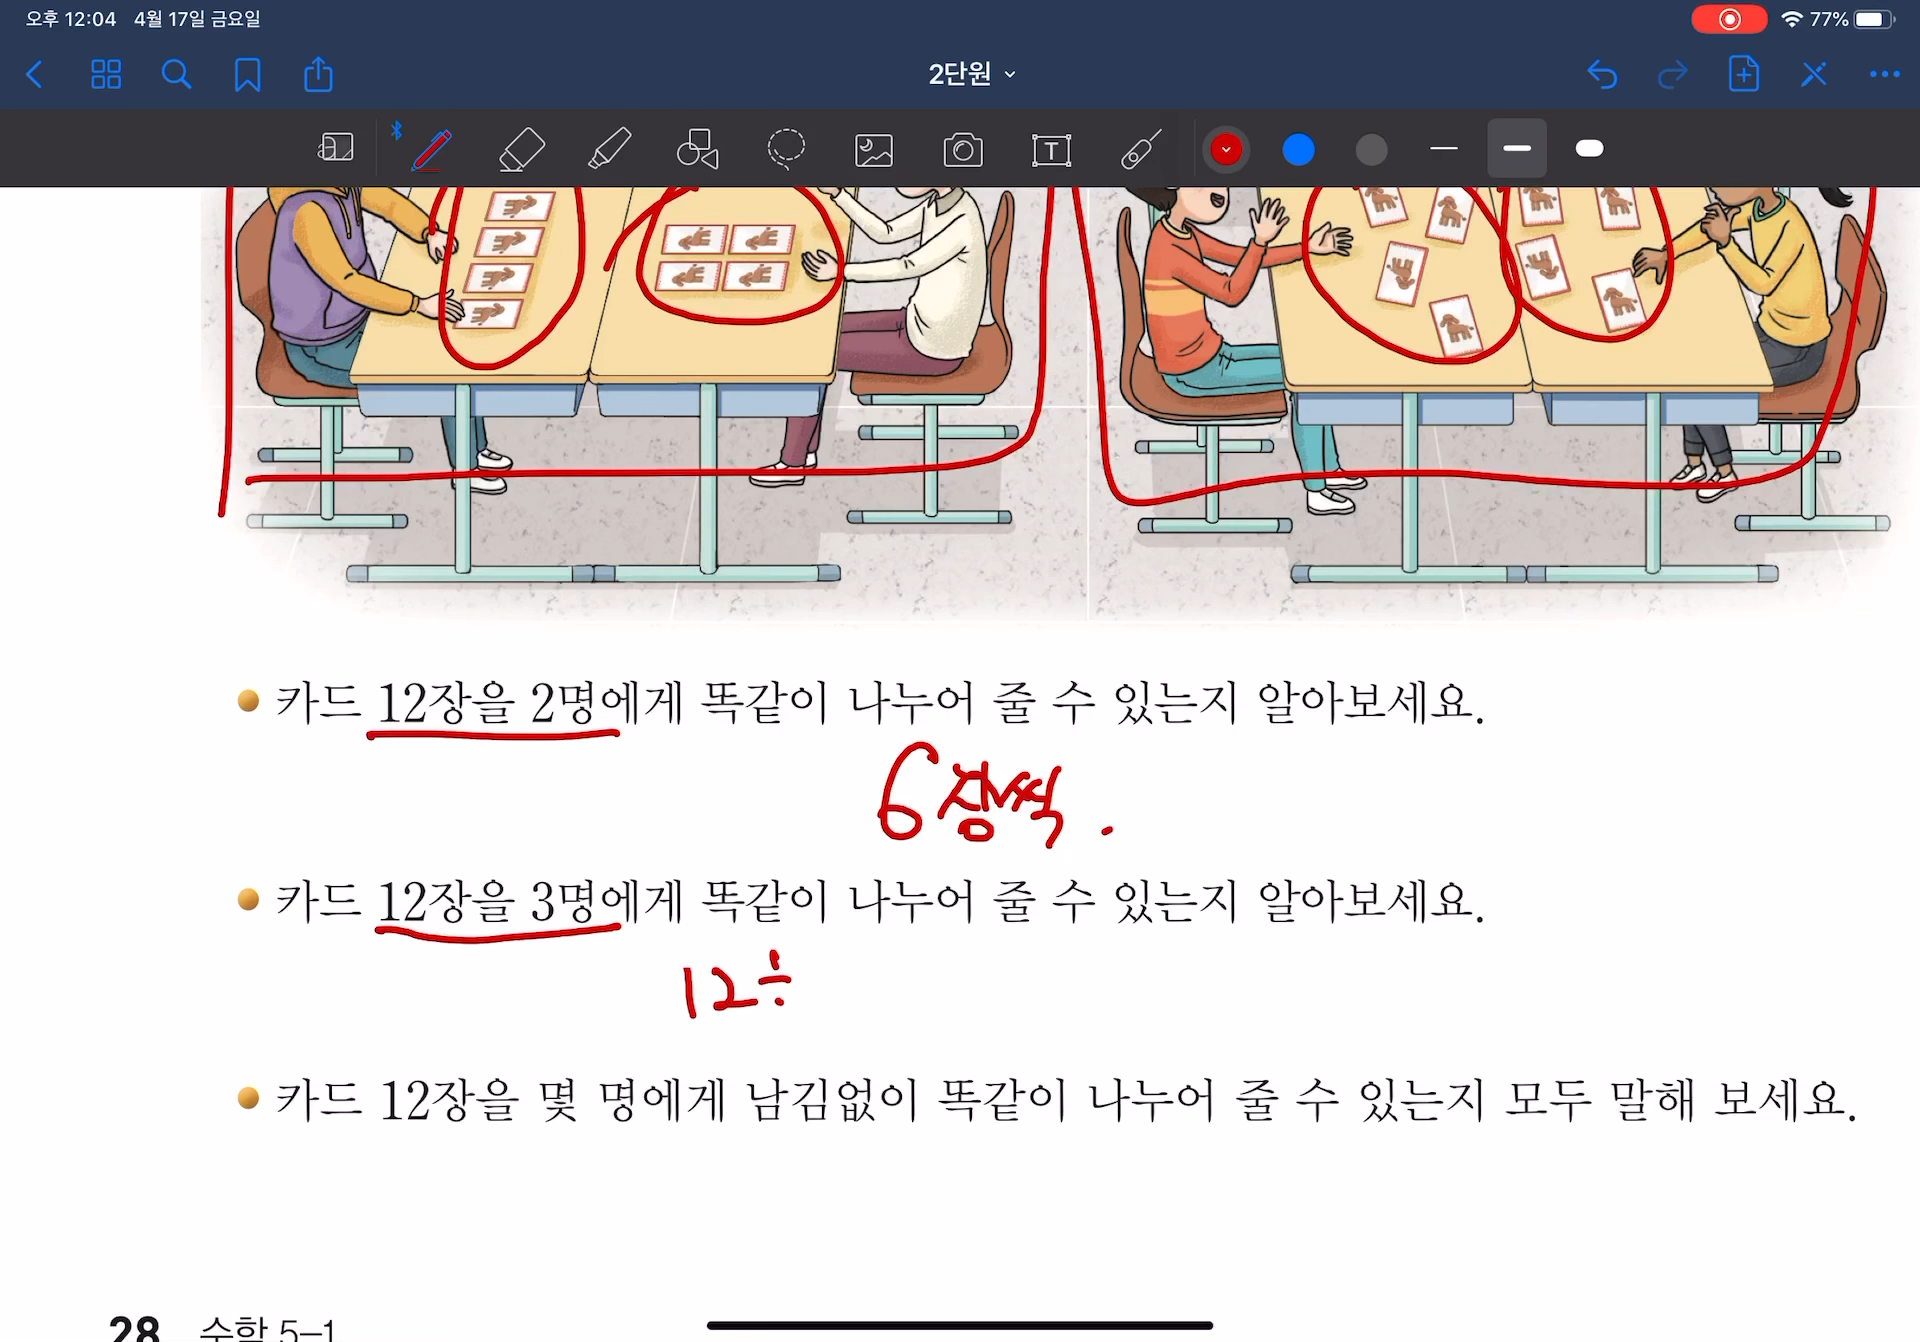 오후 12:04 4월 17일 금요일 77%
2단원
카드 12장을 2명에게 똑같이 나누어 줄 수 있는지 알아보세요.
6장씩.
카드 12장을 3명에게 똑같이 나누어 줄 수 있는지 알아보세요.
12÷
카드 12장을 몇 명에게 남김없이 똑같이 나누어 줄 수 있는지 모두 말해 보세요.
28 수학 5-1